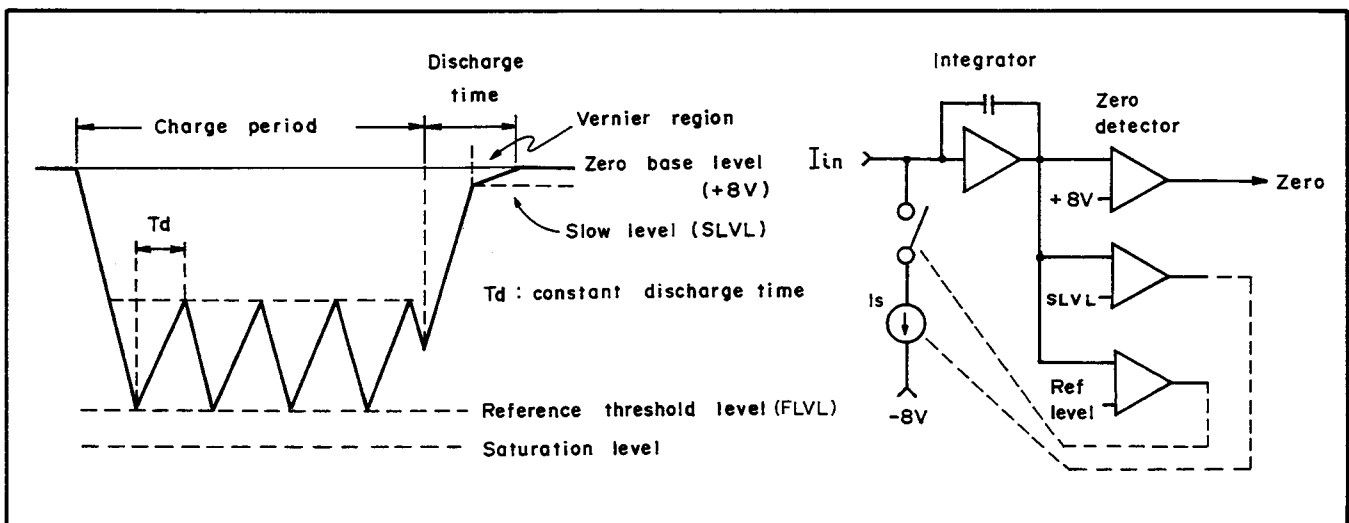 Discharge
time
Charge period
Vernier region
Zero base level
(+8V)
Slow level (SLVL)
Td
Td : constant discharge time
Reference threshold level (FLVL)
Saturation level
Integrator
Zero
detector
Iin
+8V
Zero
SLVL
Is
Ref
level
-8V